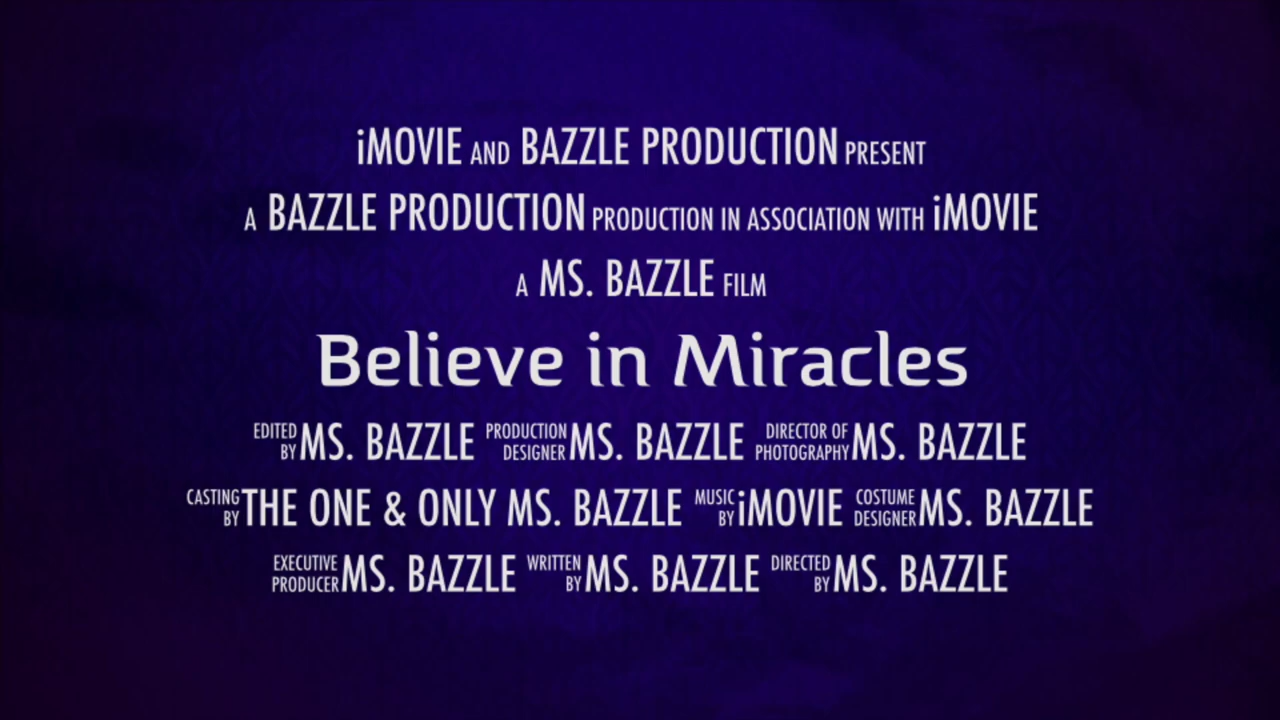 iMOVIE AND BAZZLE PRODUCTION PRESENT
A BAZZLE PRODUCTION PRODUCTION IN ASSOCIATION WITH iMOVIE
A MS. BAZZLE FILM
Believe in Miracles
EDITED BY MS. BAZZLE PRODUCTION DESIGNER MS. BAZZLE DIRECTOR OF PHOTOGRAPHY MS. BAZZLE
CASTING BY THE ONE & ONLY MS. BAZZLE MUSIC BY iMOVIE COSTUME DESIGNER MS. BAZZLE
EXECUTIVE PRODUCER MS. BAZZLE WRITTEN BY MS. BAZZLE DIRECTED BY MS. BAZZLE